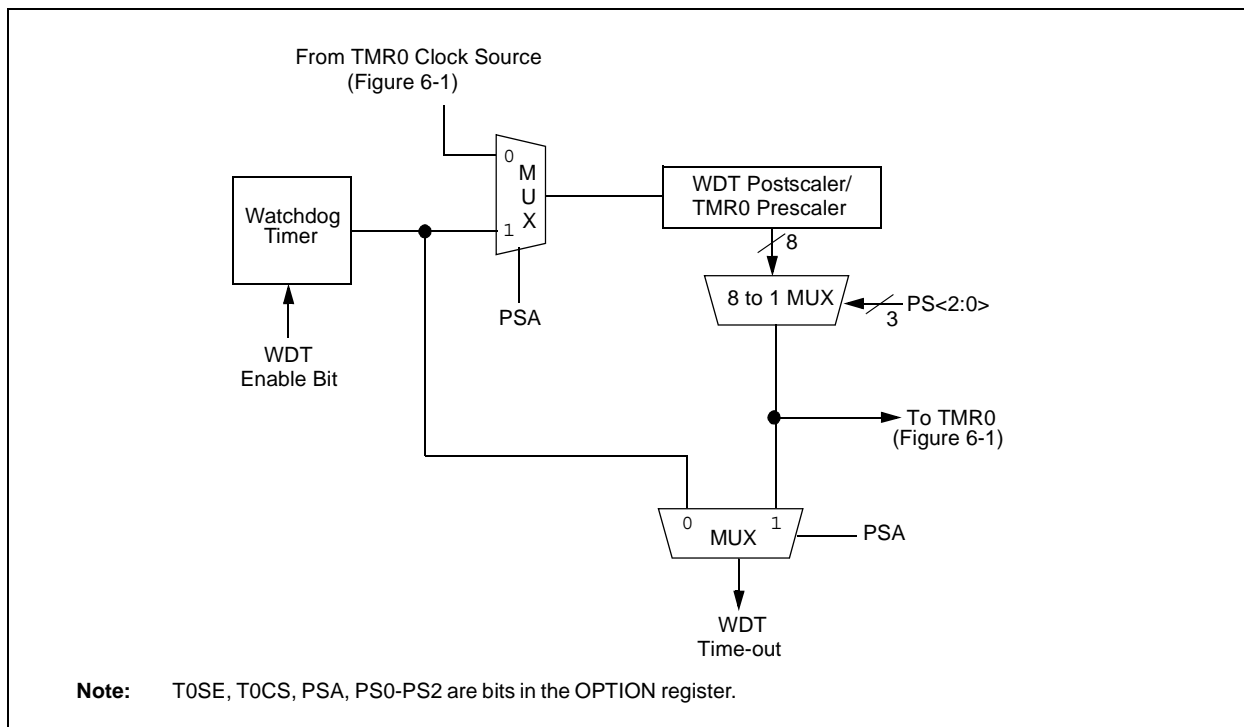 From TMR0 Clock Source
(Figure 6-1)
0
M
U
X
1
PSA
Watchdog
Timer
WDT
Enable Bit
WDT Postscaler/
TMR0 Prescaler
8
8 to 1 MUX
PS<2:0>
3
To TMR0
(Figure 6-1)
0
1
MUX
PSA
WDT
Time-out
Note: T0SE, T0CS, PSA, PS0-PS2 are bits in the OPTION register.